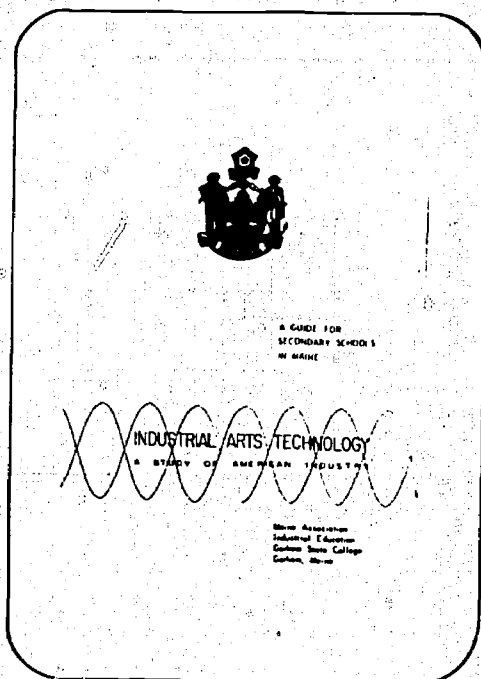 A GUIDE FOR
SECONDARY SCHOOLS
IN MAINE
INDUSTRIAL ARTS TECHNOLOGY
A STUDY OF AMERICAN INDUSTRY
Maine Association
Industrial Education
Gorham State College
Gorham, Maine